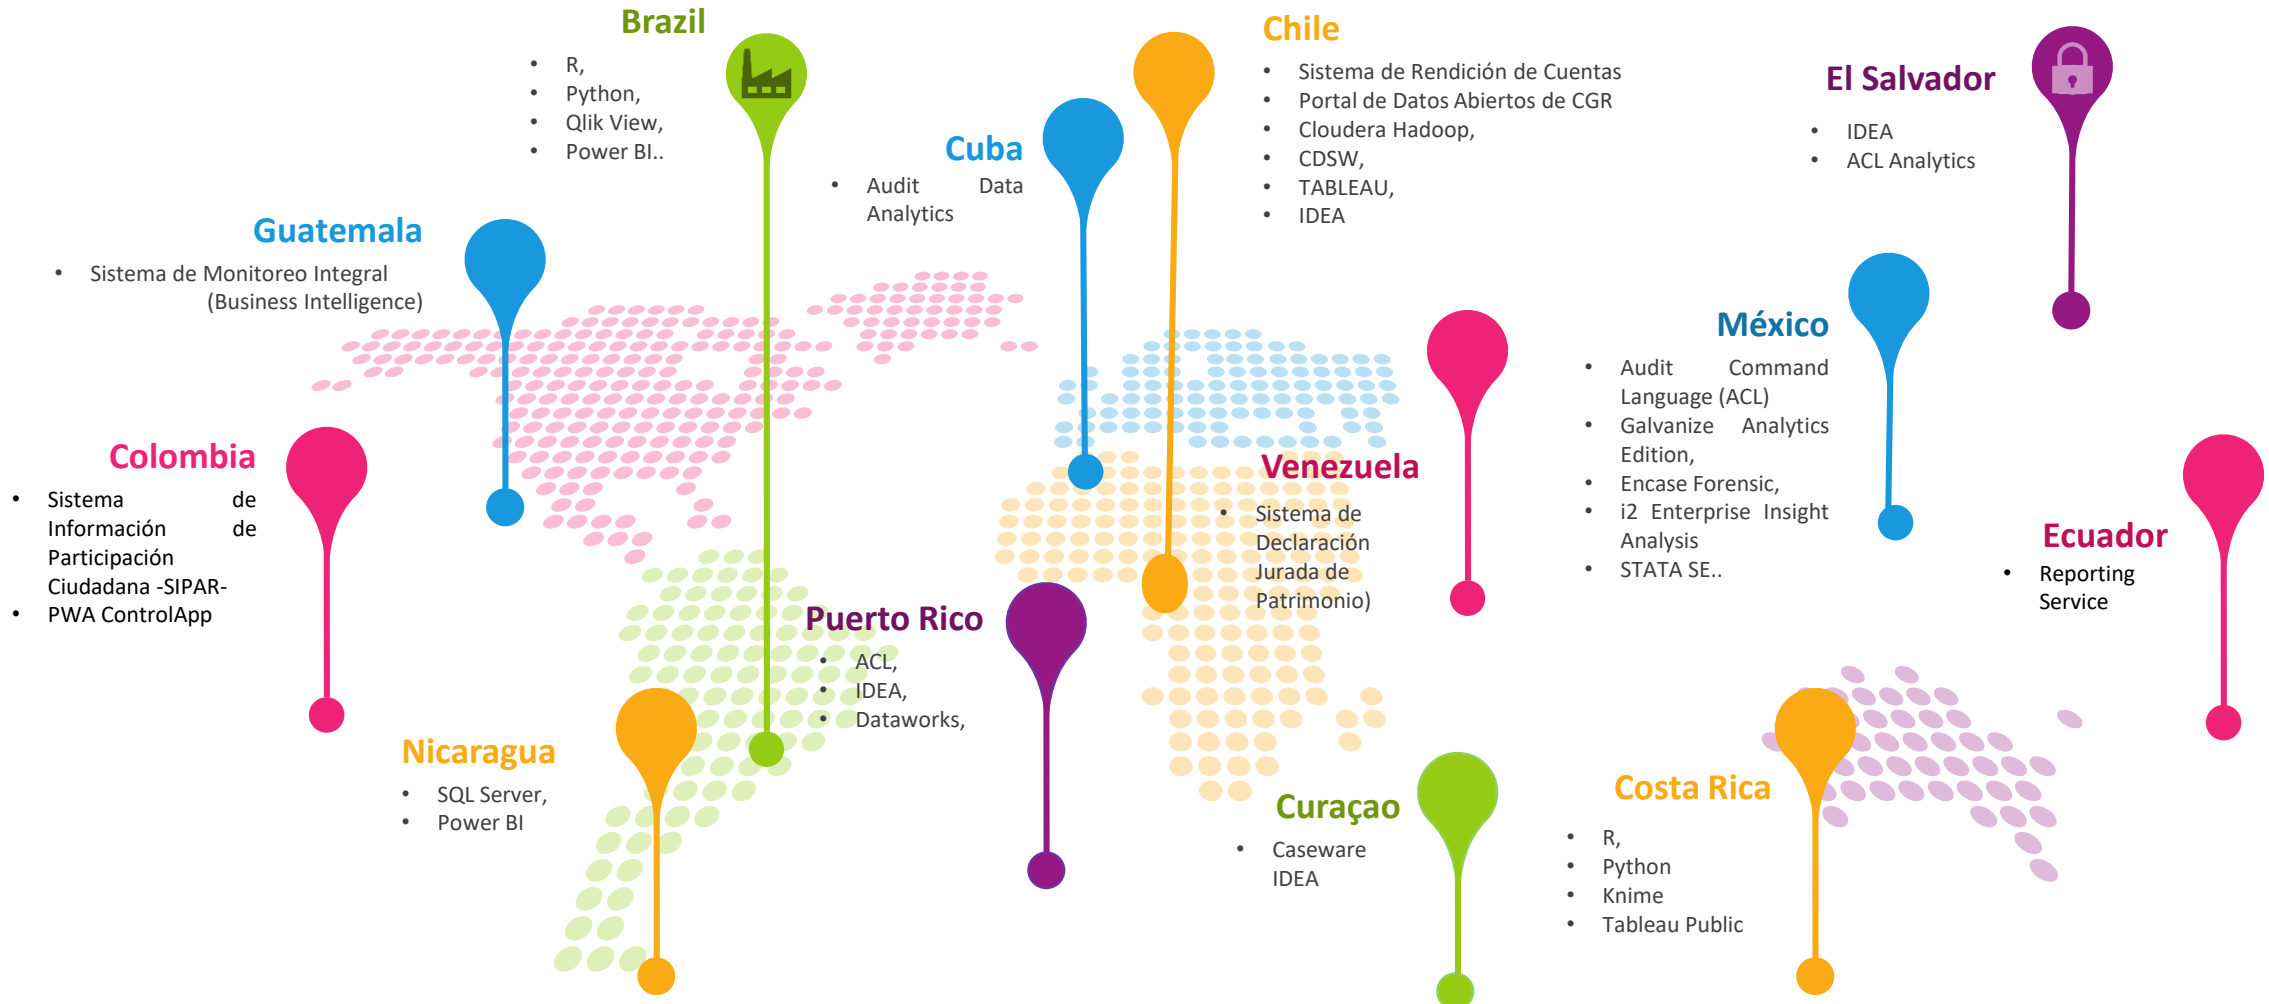 Brazil
• R,
• Python,
• Qlik View,
• Power BI..
Chile
• Sistema de Rendición de Cuentas
• Portal de Datos Abiertos de CGR
• Cloudera Hadoop,
• CDSW,
• TABLEAU,
• IDEA
El Salvador
• IDEA
• ACL Analytics
Cuba
• Audit Data
Analytics
Guatemala
• Sistema de Monitoreo Integral
(Business Intelligence)
México
• Audit Command
Language (ACL)
• Galvanize Analytics
Edition,
• Encase Forensic,
• i2 Enterprise Insight
Analysis
• STATA SE..
Colombia
• Sistema de
Información de
Participación
Ciudadana -SIPAR-
• PWA ControlApp
Venezuela
• Sistema de
Declaración
Jurada de
Patrimonio)
Ecuador
• Reporting
Service
Puerto Rico
• ACL,
• IDEA,
• Dataworks,
Nicaragua
• SQL Server,
• Power BI
Curaçao
• Caseware
IDEA
Costa Rica
• R,
• Python
• Knime
• Tableau Public